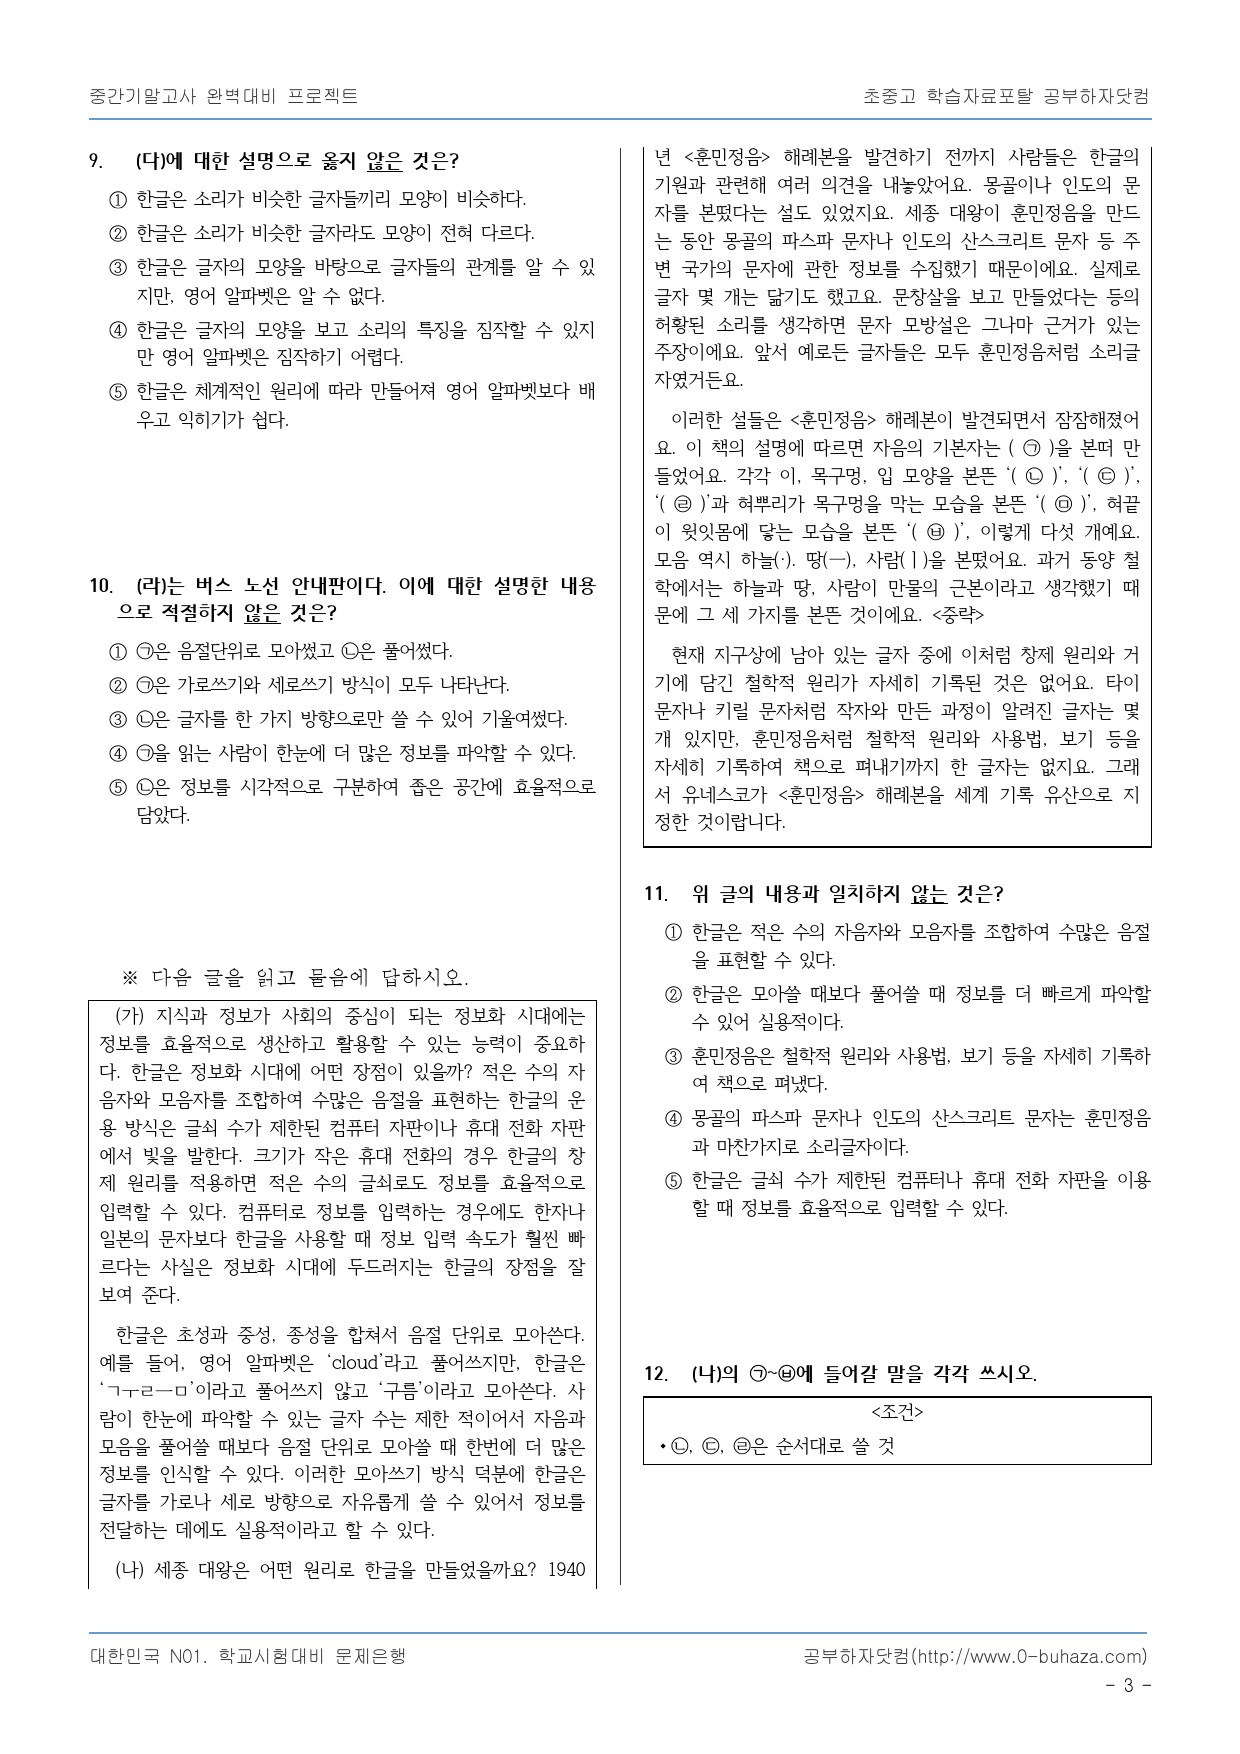 중간기말고사 완벽대비 프로젝트
초중고 학습자료포탈 공부하자닷컴
9. (다)에 대한 설명으로 옳지 않은 것은?
① 한글은 소리가 비슷한 글자들끼리 모양이 비슷하다.
② 한글은 소리가 비슷한 글자라도 모양이 전혀 다르다.
③ 한글은 글자의 모양을 바탕으로 글자들의 관계를 알 수 있
지만, 영어 알파벳은 알 수 없다.
④ 한글은 글자의 모양을 보고 소리의 특징을 짐작할 수 있지
만 영어 알파벳은 짐작하기 어렵다.
⑤ 한글은 체계적인 원리에 따라 만들어져 영어 알파벳보다 배
우고 익히기가 쉽다.
10. (라)는 버스 노선 안내판이다. 이에 대한 설명한 내용
으로 적절하지 않은 것은?
① ㉠은 음절단위로 모아썼고 ㉡은 풀어썼다.
② ㉠은 가로쓰기와 세로쓰기 방식이 모두 나타난다.
③ ㉡은 글자를 한 가지 방향으로만 쓸 수 있어 기울여썼다.
④ ㉠을 읽는 사람이 한눈에 더 많은 정보를 파악할 수 있다.
⑤ ㉡은 정보를 시각적으로 구분하여 좁은 공간에 효율적으로
담았다.
※ 다음 글을 읽고 물음에 답하시오.
(가) 지식과 정보가 사회의 중심이 되는 정보화 시대에는
정보를 효율적으로 생산하고 활용할 수 있는 능력이 중요하
다. 한글은 정보화 시대에 어떤 장점이 있을까? 적은 수의 자
음자와 모음자를 조합하여 수많은 음절을 표현하는 한글의 운
용 방식은 글쇠 수가 제한된 컴퓨터 자판이나 휴대 전화 자판
에서 빛을 발한다. 크기가 작은 휴대 전화의 경우 한글의 창
제 원리를 적용하면 적은 수의 글쇠로도 정보를 효율적으로
입력할 수 있다. 컴퓨터로 정보를 입력하는 경우에도 한자나
일본의 문자보다 한글을 사용할 때 정보 입력 속도가 훨씬 빠
르다는 사실은 정보화 시대에 두드러지는 한글의 장점을 잘
보여 준다.
한글은 초성과 중성, 종성을 합쳐서 음절 단위로 모아쓴다.
예를 들어, 영어 알파벳은 ‘cloud’라고 풀어쓰지만, 한글은
‘ㄱㅜㄹㅡㅁ’이라고 풀어쓰지 않고 ‘구름’이라고 모아쓴다. 사
람이 한눈에 파악할 수 있는 글자 수는 제한 적이어서 자음과
모음을 풀어쓸 때보다 음절 단위로 모아쓸 때 한번에 더 많은
정보를 인식할 수 있다. 이러한 모아쓰기 방식 덕분에 한글은
글자를 가로나 세로 방향으로 자유롭게 쓸 수 있어서 정보를
전달하는 데에도 실용적이라고 할 수 있다.
(나) 세종 대왕은 어떤 원리로 한글을 만들었을까요? 1940
년 <훈민정음> 해례본을 발견하기 전까지 사람들은 한글의
기원과 관련해 여러 의견을 내놓았어요. 몽골이나 인도의 문
자를 본떴다는 설도 있었지요. 세종 대왕이 훈민정음을 만드
는 동안 몽골의 파스파 문자나 인도의 산스크리트 문자 등 주
변 국가의 문자에 관한 정보를 수집했기 때문이에요. 실제로
글자 몇 개는 닮기도 했고요. 문창살을 보고 만들었다는 등의
허황된 소리를 생각하면 문자 모방설은 그나마 근거가 있는
주장이에요. 앞서 예로든 글자들은 모두 훈민정음처럼 소리글
자였거든요.
이러한 설들은 <훈민정음> 해례본이 발견되면서 잠잠해졌어
요. 이 책의 설명에 따르면 자음의 기본자는 ( ㉠ )을 본떠 만
들었어요. 각각 이, 목구멍, 입 모양을 본뜬 ‘( ㉡ )’, ‘( ㉢ )’,
‘( ㉣ )’과 혀뿌리가 목구멍을 막는 모습을 본뜬 ‘( ㉤ )’, 혀끝
이 윗잇몸에 닿는 모습을 본뜬 ‘( ㉥ )’, 이렇게 다섯 개예요.
모음 역시 하늘(·). 땅(ㅡ), 사람(ㅣ)을 본떴어요. 과거 동양 철
학에서는 하늘과 땅, 사람이 만물의 근본이라고 생각했기 때
문에 그 세 가지를 본뜬 것이에요. <중략>
현재 지구상에 남아 있는 글자 중에 이처럼 창제 원리와 거
기에 담긴 철학적 원리가 자세히 기록된 것은 없어요. 타이
문자나 키릴 문자처럼 작자와 만든 과정이 알려진 글자는 몇
개 있지만, 훈민정음처럼 철학적 원리와 사용법, 보기 등을
자세히 기록하여 책으로 펴내기까지 한 글자는 없지요. 그래
서 유네스코가 <훈민정음> 해례본을 세계 기록 유산으로 지
정한 것이랍니다.
11. 위 글의 내용과 일치하지 않는 것은?
① 한글은 적은 수의 자음자와 모음자를 조합하여 수많은 음절
을 표현할 수 있다.
② 한글은 모아쓸 때보다 풀어쓸 때 정보를 더 빠르게 파악할
수 있어 실용적이다.
③ 훈민정음은 철학적 원리와 사용법, 보기 등을 자세히 기록하
여 책으로 펴냈다.
④ 몽골의 파스파 문자나 인도의 산스크리트 문자는 훈민정음
과 마찬가지로 소리글자이다.
⑤ 한글은 글쇠 수가 제한된 컴퓨터나 휴대 전화 자판을 이용
할 때 정보를 효율적으로 입력할 수 있다.
12. (나)의 ㉠~㉥에 들어갈 말을 각각 쓰시오.
<조건>
• ㉡, ㉢, ㉣은 순서대로 쓸 것
대한민국 N01. 학교시험대비 문제은행
공부하자닷컴(http://www.0-buhaza.com)
- 3 -